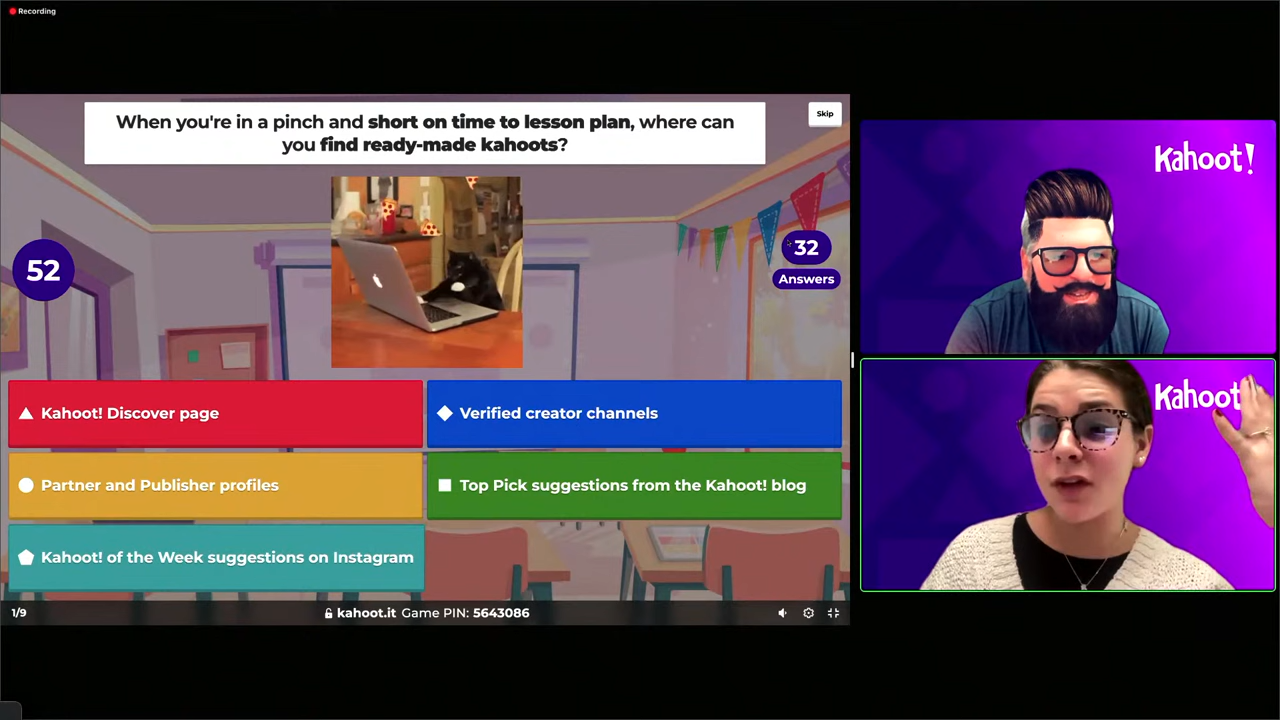 Recording
When you're in a pinch and short on time to lesson plan, where can
you find ready-made kahoots?
Skip
52
32
Answers
Kahoot! Discover page
Verified creator channels
Partner and Publisher profiles
Top Pick suggestions from the Kahoot! blog
Kahoot! of the Week suggestions on Instagram
1/9
kahoot.it Game PIN: 5643086
Kahoot!
Kahoot